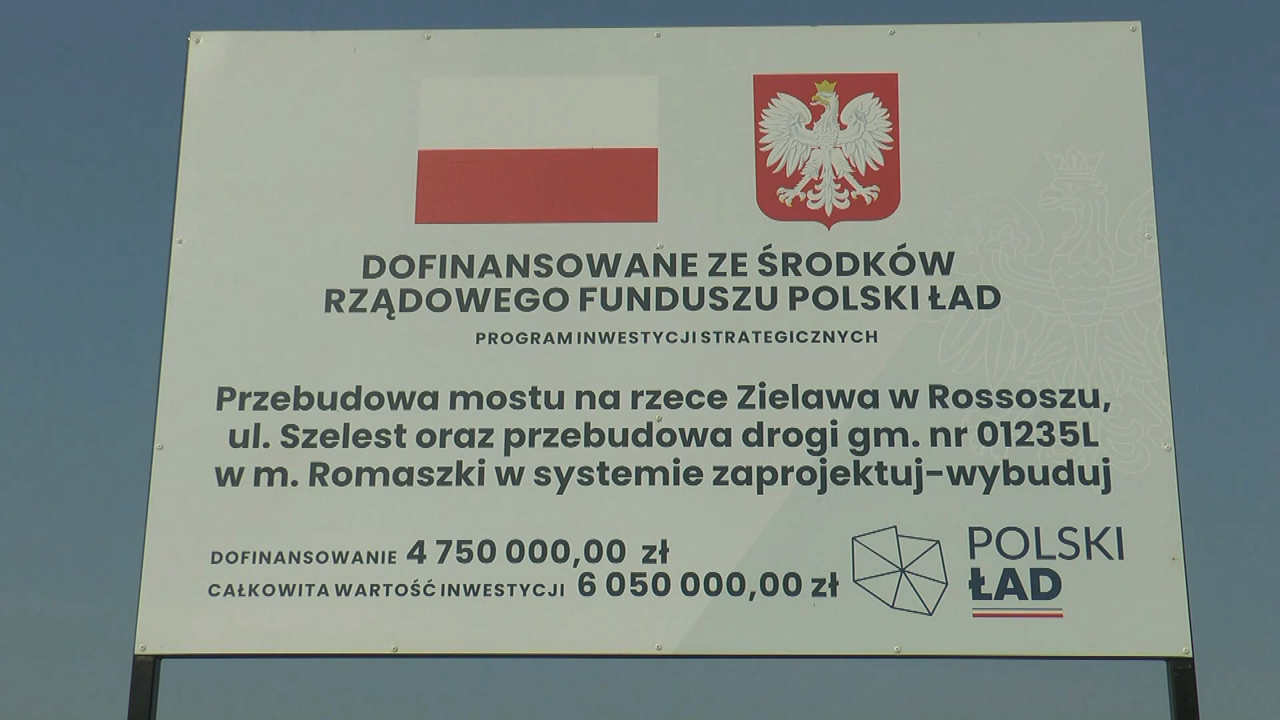 DOFINANSOWANE ZE ŚRODKÓW
RZĄDOWEGO FUNDUSZU POLSKI ŁAD
PROGRAM INWESTYCJI STRATEGICZNYCH
Przebudowa mostu na rzece Zielawa w Rossoszu,
ul. Szelest oraz przebudowa drogi gm. nr 01235L
w m. Romaszki w systemie zaprojektuj-wybuduj
DOFINANSOWANIE 4 750 000,00 zł
CAŁKOWITA WARTOŚĆ INWESTYCJI 6 050 000,00 zł
POLSKI
ŁAD